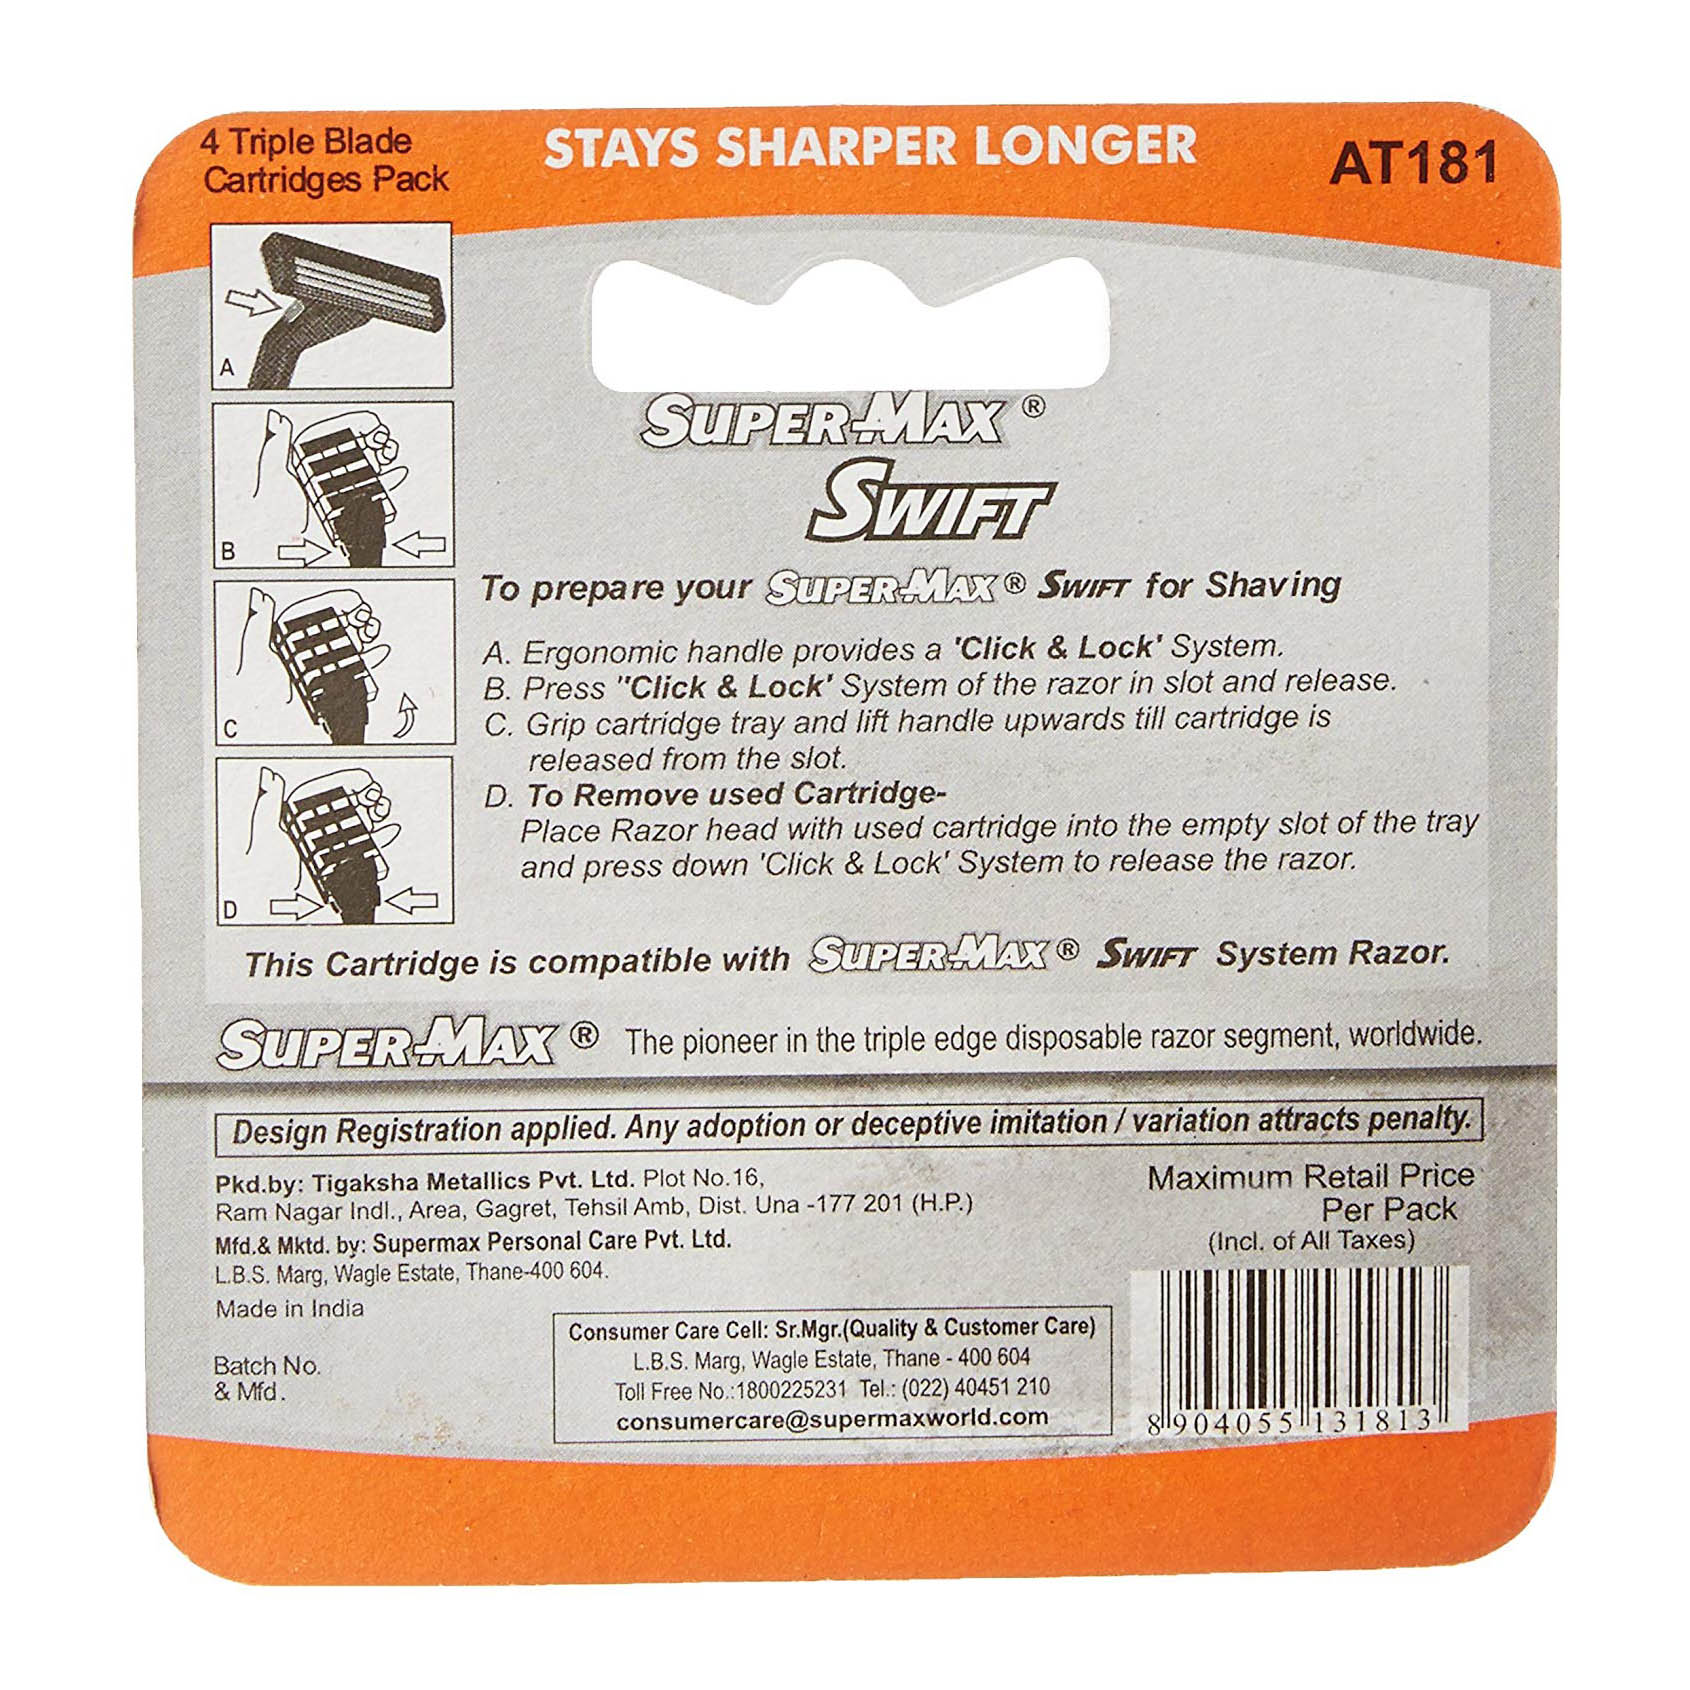 4 Triple Blade
Cartridges Pack
STAYS SHARPER LONGER
AT181
A
B
C
D
SUPER-MAX ®
SWIFT
To prepare your SUPER-MAX ® SWIFT for Shaving
A. Ergonomic handle provides a 'Click & Lock' System.
B. Press "Click & Lock' System of the razor in slot and release.
C. Grip cartridge tray and lift handle upwards till cartridge is
released from the slot.
D. To Remove used Cartridge-
Place Razor head with used cartridge into the empty slot of the tray
and press down 'Click & Lock' System to release the razor.
This Cartridge is compatible with SUPER-MAX ® SWIFT System Razor.
SUPER-MAX ® The pioneer in the triple edge disposable razor segment, worldwide.
Design Registration applied. Any adoption or deceptive imitation / variation attracts penalty.
Pkd.by: Tigaksha Metallics Pvt. Ltd. Plot No.16,
Ram Nagar Indl., Area, Gagret, Tehsil Amb, Dist. Una -177 201 (H.P.)
Mfd.& Mktd. by: Supermax Personal Care Pvt. Ltd.
L.B.S. Marg, Wagle Estate, Thane-400 604.
Made in India
Batch No.
& Mfd.
Maximum Retail Price
Per Pack
(Incl. of All Taxes)
Consumer Care Cell: Sr.Mgr.(Quality & Customer Care)
L.B.S. Marg, Wagle Estate, Thane - 400 604
Toll Free No.:1800225231 Tel.: (022) 40451 210
consumercare@supermaxworld.com
8 904055 131813